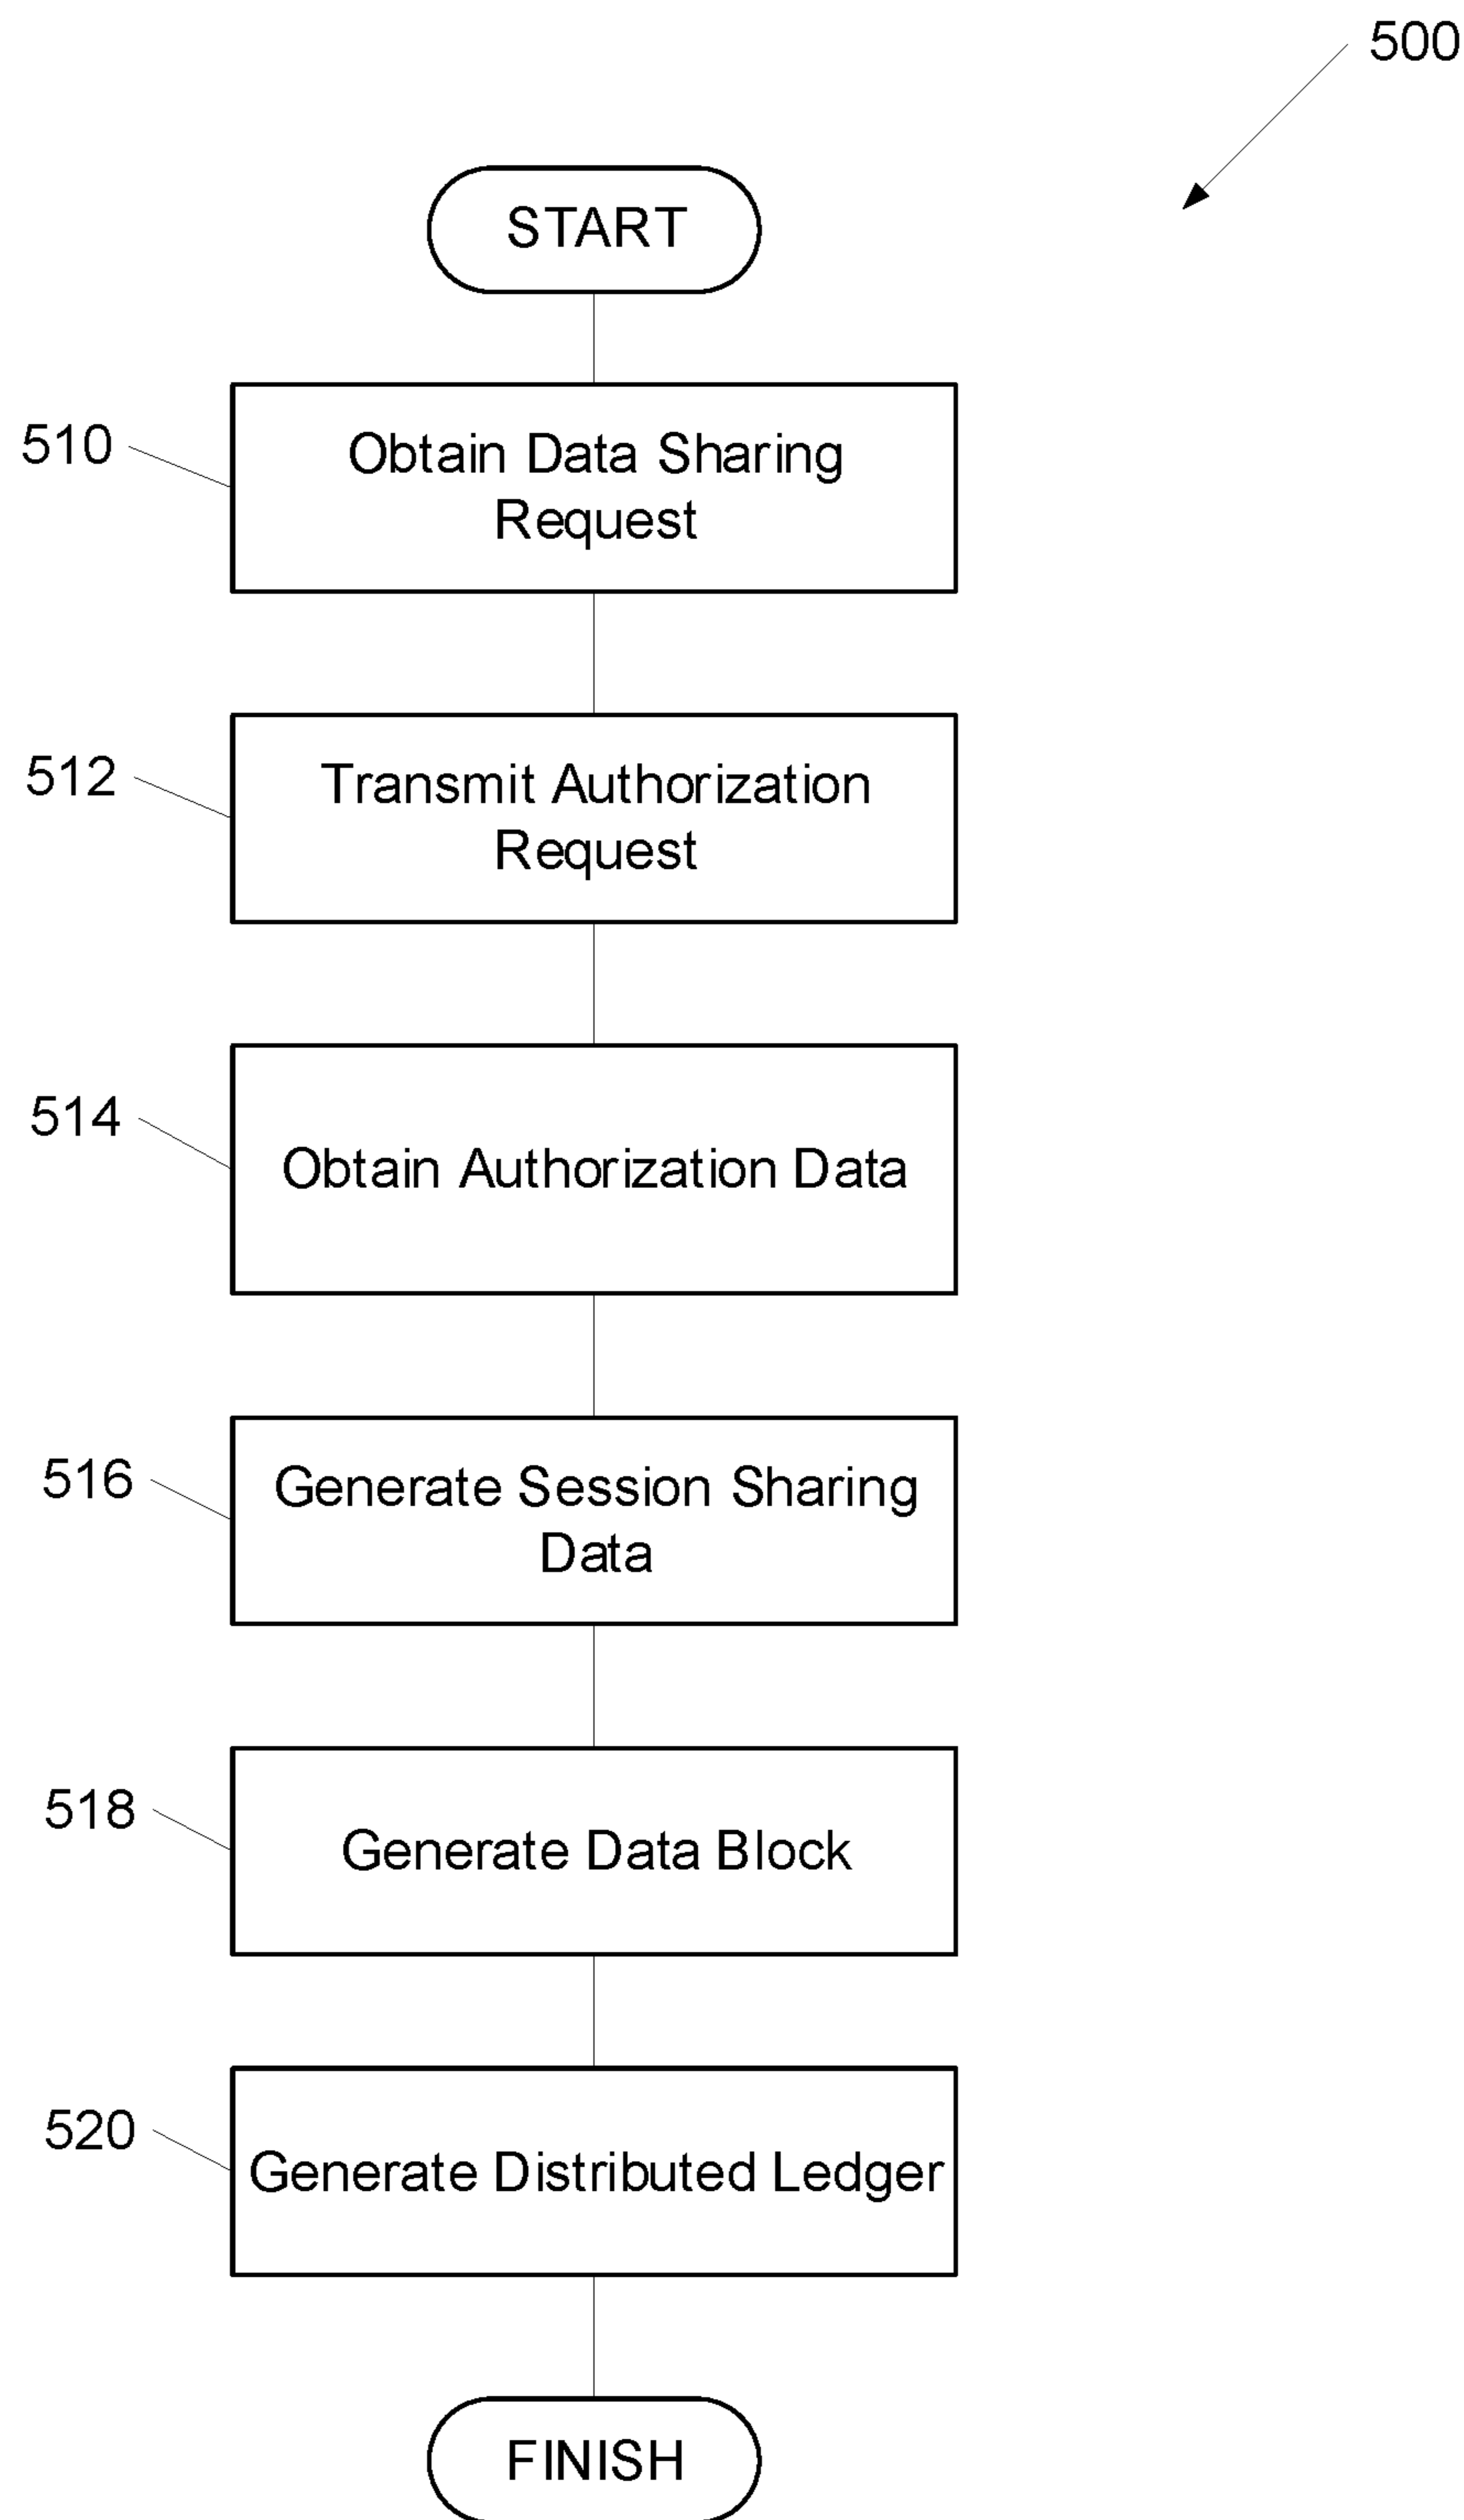 500
START
510
Obtain Data Sharing
Request
512
Transmit Authorization
Request
514
Obtain Authorization Data
516
Generate Session Sharing
Data
518
Generate Data Block
520
Generate Distributed Ledger
FINISH